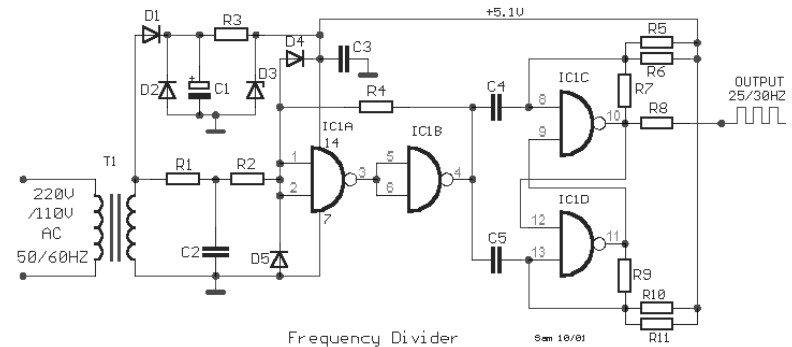 +5.1V
D1
R3
D4
C3
R5
R6
D2
C1
+
D3
R4
C4
IC1C
R7
OUTPUT
25/30HZ
8
9
10
R8
IC1A
14
IC1B
T1
R1
R2
1
2
3
5
6
4
7
220V
/110V
AC
50/60HZ
C2
D5
IC1D
12
13
11
C5
R9
R10
R11
Frequency Divider
Sam 10/01